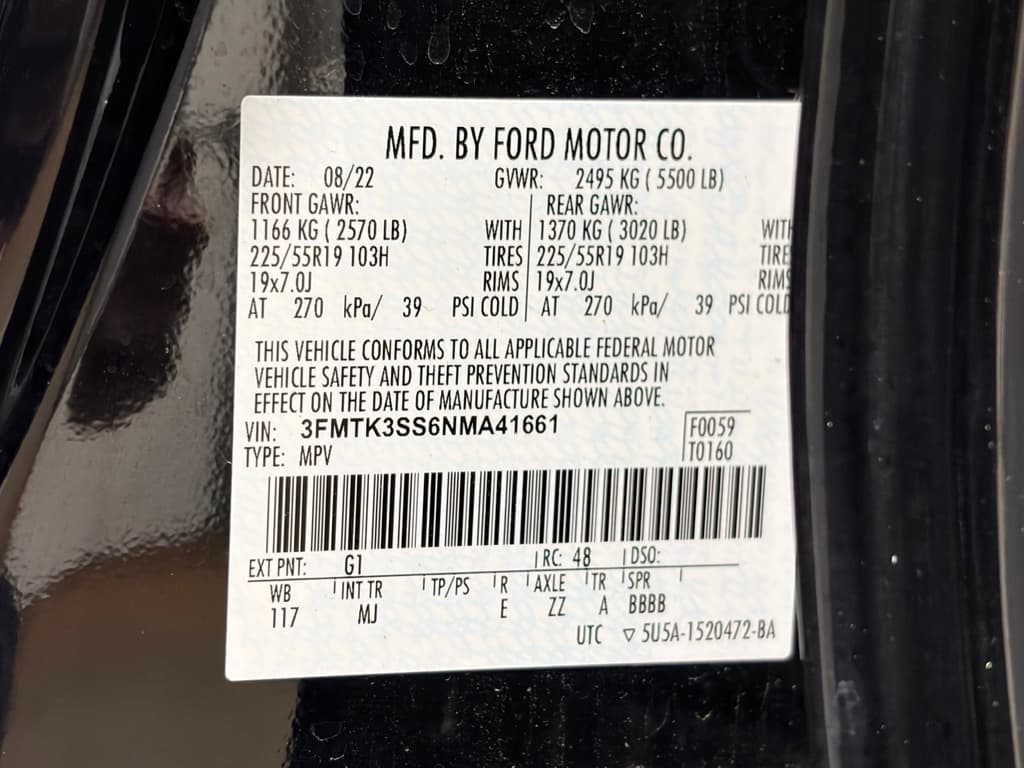 MFD. BY FORD MOTOR CO.
DATE: 08/22 GVWR: 2495 KG ( 5500 LB)
FRONT GAWR: REAR GAWR:
1166 KG ( 2570 LB) WITH 1370 KG ( 3020 LB) WITH
225/55R19 103H TIRES 225/55R19 103H TIRE
19x7.0J RIMS 19x7.0J RIMS
AT 270 kPa/ 39 PSI COLD AT 270 kPa/ 39 PSI COLD
THIS VEHICLE CONFORMS TO ALL APPLICABLE FEDERAL MOTOR
VEHICLE SAFETY AND THEFT PREVENTION STANDARDS IN
EFFECT ON THE DATE OF MANUFACTURE SHOWN ABOVE.
VIN: 3FMTK3SS6NMA41661 F0059
TYPE: MPV T0160
EXT PNT: G1 RC: 48 DSO:
WB INT TR TP/PS R AXLE TR SPR
117 MJ E ZZ A BBBB
UTC ▽ 5U5A-1520472-BA